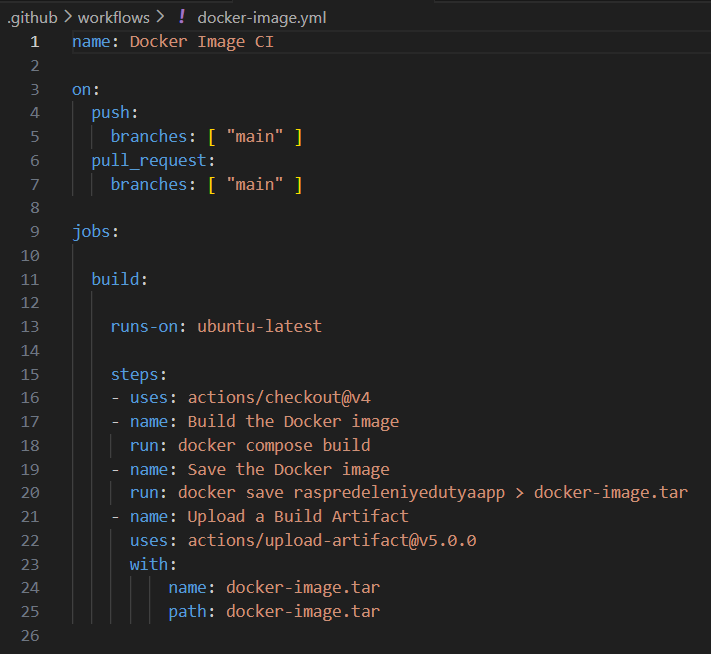 .github > workflows > ! docker-image.yml
1 name: Docker Image CI
2
3 on:
4   push:
5     branches: [ "main" ]
6   pull_request:
7     branches: [ "main" ]
8
9 jobs:
10
11   build:
12
13     runs-on: ubuntu-latest
14
15     steps:
16     - uses: actions/checkout@v4
17     - name: Build the Docker image
18       run: docker compose build
19     - name: Save the Docker image
20       run: docker save raspredeleniyedutyaapp > docker-image.tar
21     - name: Upload a Build Artifact
22       uses: actions/upload-artifact@v5.0.0
23       with:
24           name: docker-image.tar
25           path: docker-image.tar
26